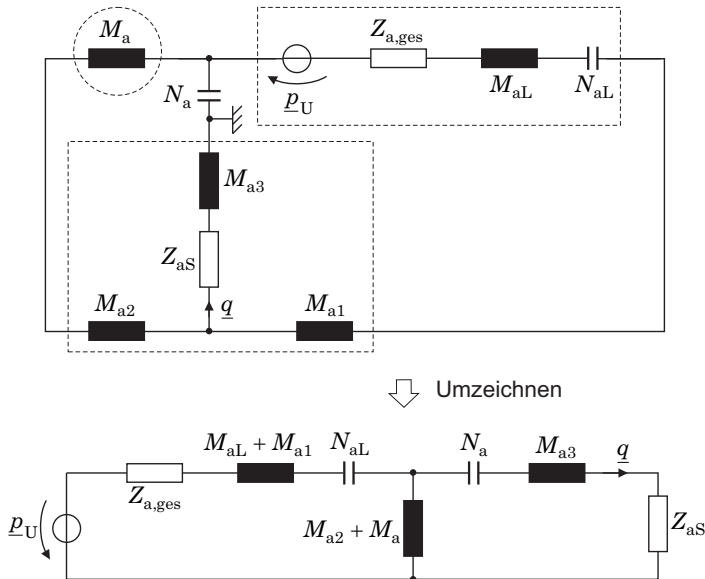 M_a
Z_a,ges
N_a
p_U
M_aL
N_aL
M_a3
Z_aS
M_a2
q
M_a1
Umzeichnen
M_aL + M_a1
N_aL
N_a
M_a3
q
Z_a,ges
p_U
M_a2 + M_a
Z_aS